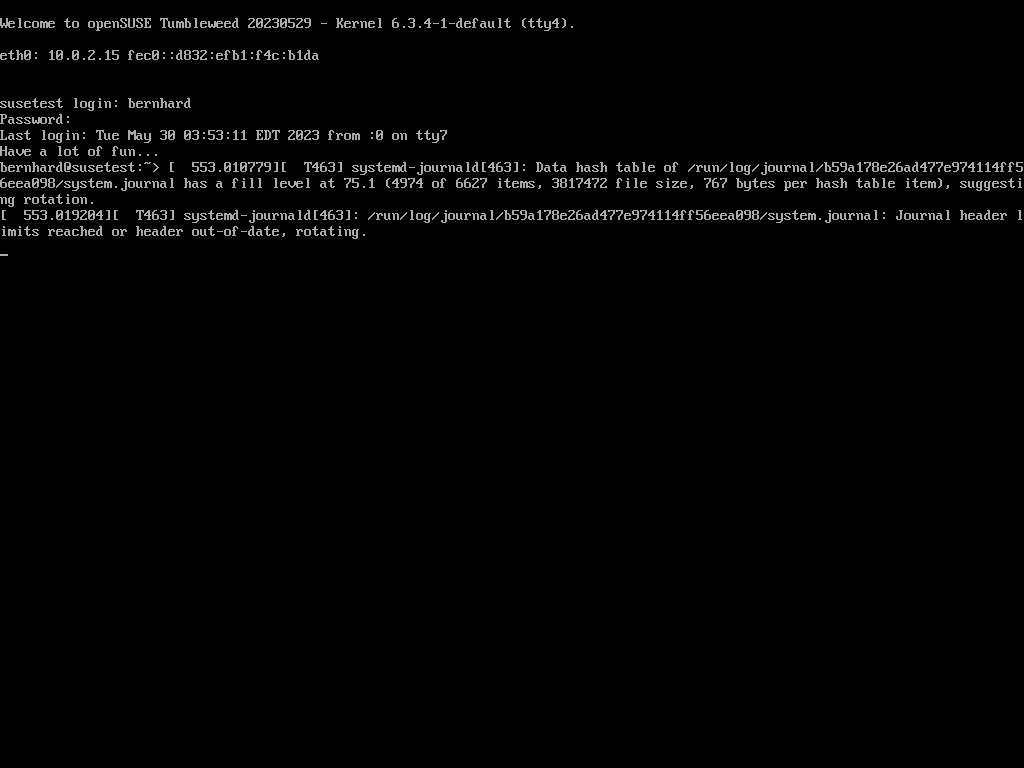 Welcome to openSUSE Tumbleweed 20230529 - Kernel 6.3.4-1-default (tty4).
eth0: 10.0.2.15 fec0::d832:efb1:f4c:b1da
susetest login: bernhard
Password:
Last login: Tue May 30 03:53:11 EDT 2023 from :0 on tty7
Have a lot of fun...
bernhard@susetest:~> [  553.010779][  T463] systemd-journald[463]: Data hash table of /run/log/journal/b59a178e26ad477e974114ff5
6eea098/system.journal has a fill level at 75.1 (4974 of 6627 items, 3817472 file size, 767 bytes per hash table item), suggesti
ng rotation.
[  553.019204][  T463] systemd-journald[463]: /run/log/journal/b59a178e26ad477e974114ff56eea098/system.journal: Journal header l
imits reached or header out-of-date, rotating.